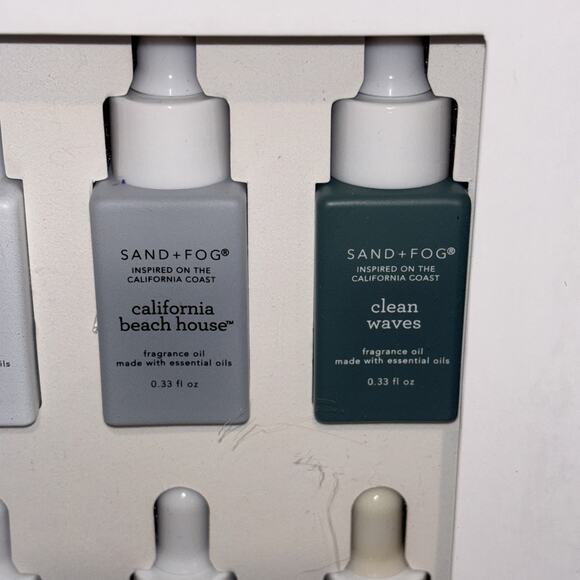 SAND + FOG®
INSPIRED ON THE
CALIFORNIA COAST
california
beach house™
fragrance oil
made with essential oils
0.33 fl oz
SAND + FOG®
INSPIRED ON THE
CALIFORNIA COAST
clean
waves
fragrance oil
made with essential oils
0.33 fl oz